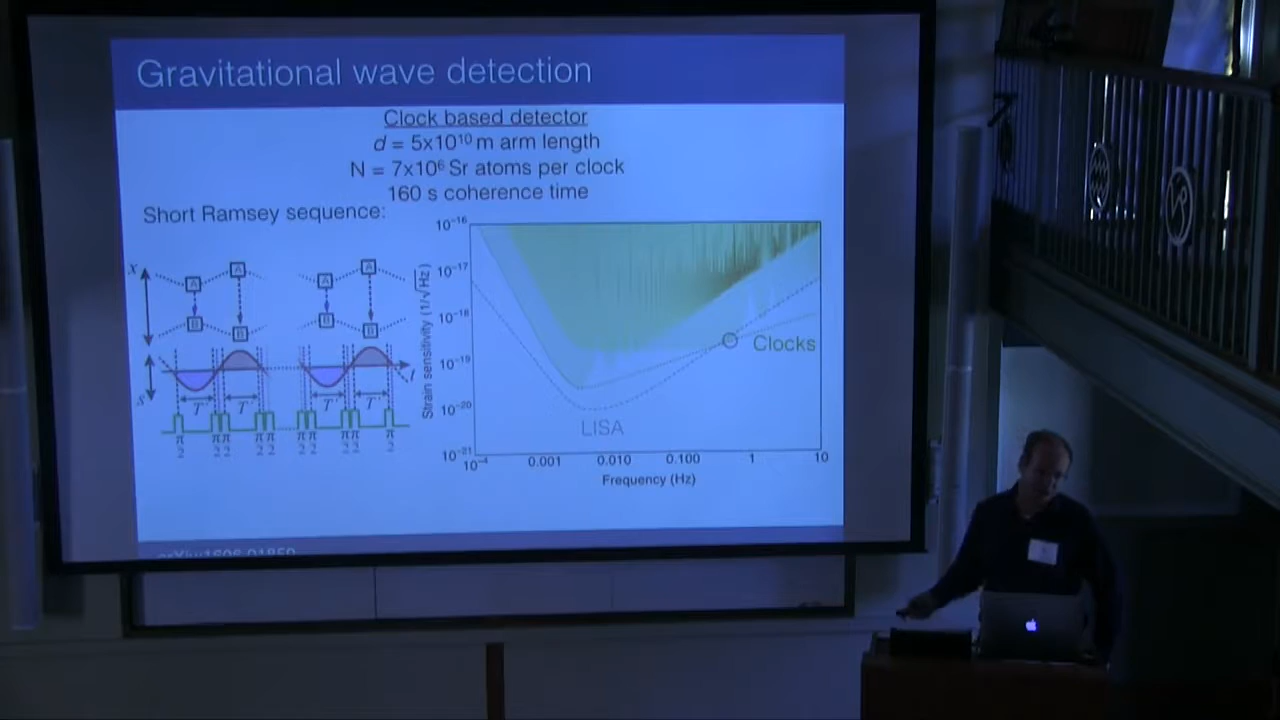 Gravitational wave detection
Clock based detector
d = 5x10¹⁰ m arm length
N = 7x10⁶ Sr atoms per clock
160 s coherence time
Short Ramsey sequence:
x
A
A
B
B
A
A
B
B
s
t
T
T
T
T
π/2
π/2
π/2
π/2
π/2
π/2
π/2
π/2
π/2
π/2
Strain sensitivity (1/√Hz)
10⁻¹⁶
10⁻¹⁷
10⁻¹⁸
10⁻¹⁹
10⁻²⁰
10⁻²¹
Clocks
LISA
10⁻⁴ 0.001 0.010 0.100 1 10
Frequency (Hz)
arXiv:1606.01859